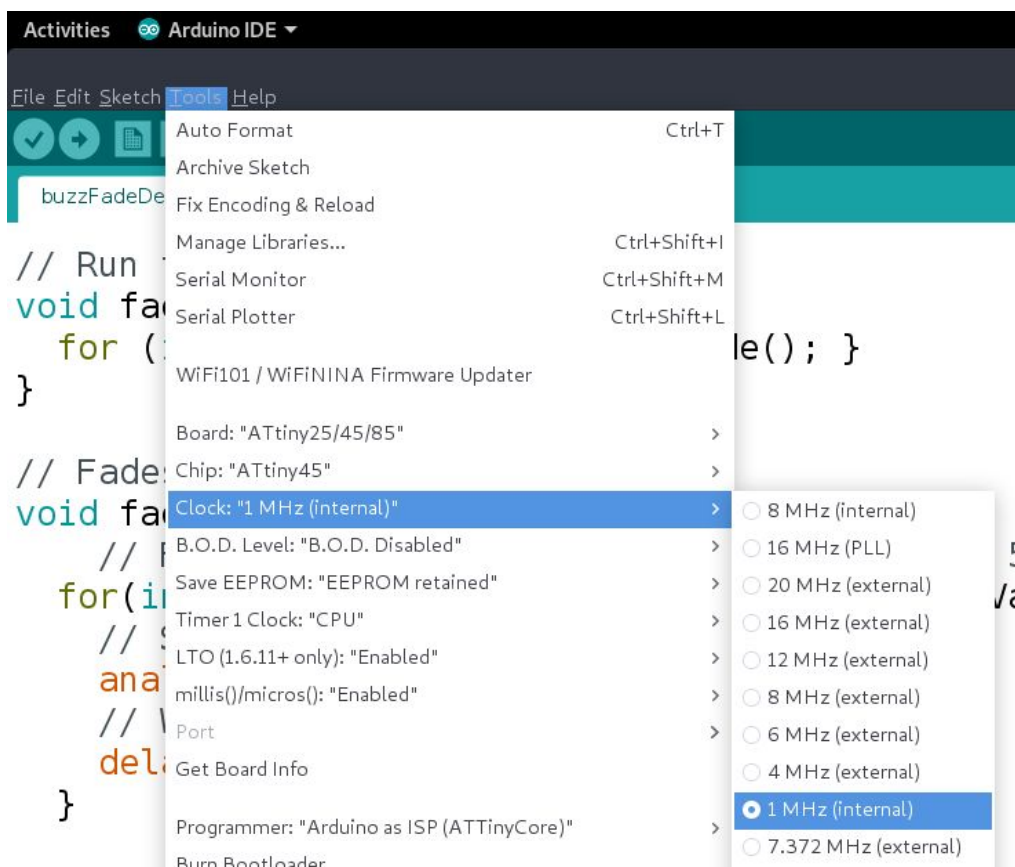 Activities Arduino IDE
File Edit Sketch Tools Help
buzzFadeDe
Auto Format Ctrl+T
Archive Sketch
Fix Encoding & Reload
Manage Libraries... Ctrl+Shift+I
Serial Monitor Ctrl+Shift+M
Serial Plotter Ctrl+Shift+L
WiFi101 / WiFiNINA Firmware Updater
Board: "ATtiny25/45/85"
Chip: "ATtiny45"
Clock: "1 MHz (internal)"
B.O.D. Level: "B.O.D. Disabled"
Save EEPROM: "EEPROM retained"
Timer 1 Clock: "CPU"
LTO (1.6.11+ only): "Enabled"
millis()/micros(): "Enabled"
Port
Get Board Info
Programmer: "Arduino as ISP (ATTinyCore)"
Burn Bootloader
8 MHz (internal)
16 MHz (PLL)
20 MHz (external)
16 MHz (external)
12 MHz (external)
8 MHz (external)
6 MHz (external)
4 MHz (external)
1 MHz (internal)
7.372 MHz (external)
// Run
void fa
for ( le(); }
}
// Fade
void fa
//
for(i
//
ana
//
del
}